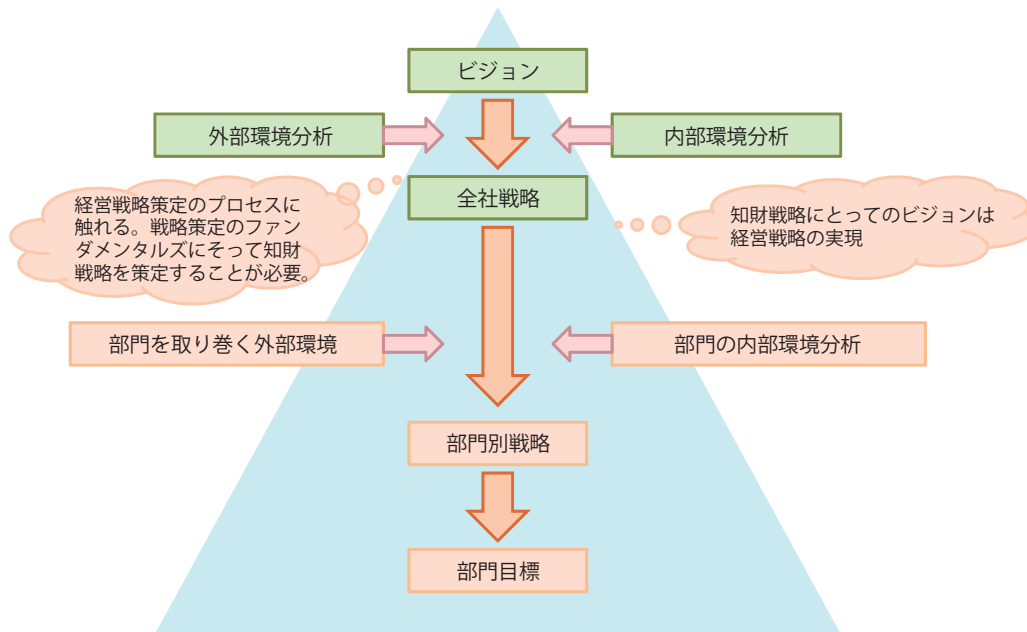 ビジョン
外部環境分析
内部環境分析
全社戦略
経営戦略策定のプロセスに
触れる。戦略策定のファン
ダメンタルズにそって知財
戦略を策定することが必要。
知財戦略にとってのビジョンは
経営戦略の実現
部門を取り巻く外部環境
部門の内部環境分析
部門別戦略
部門目標